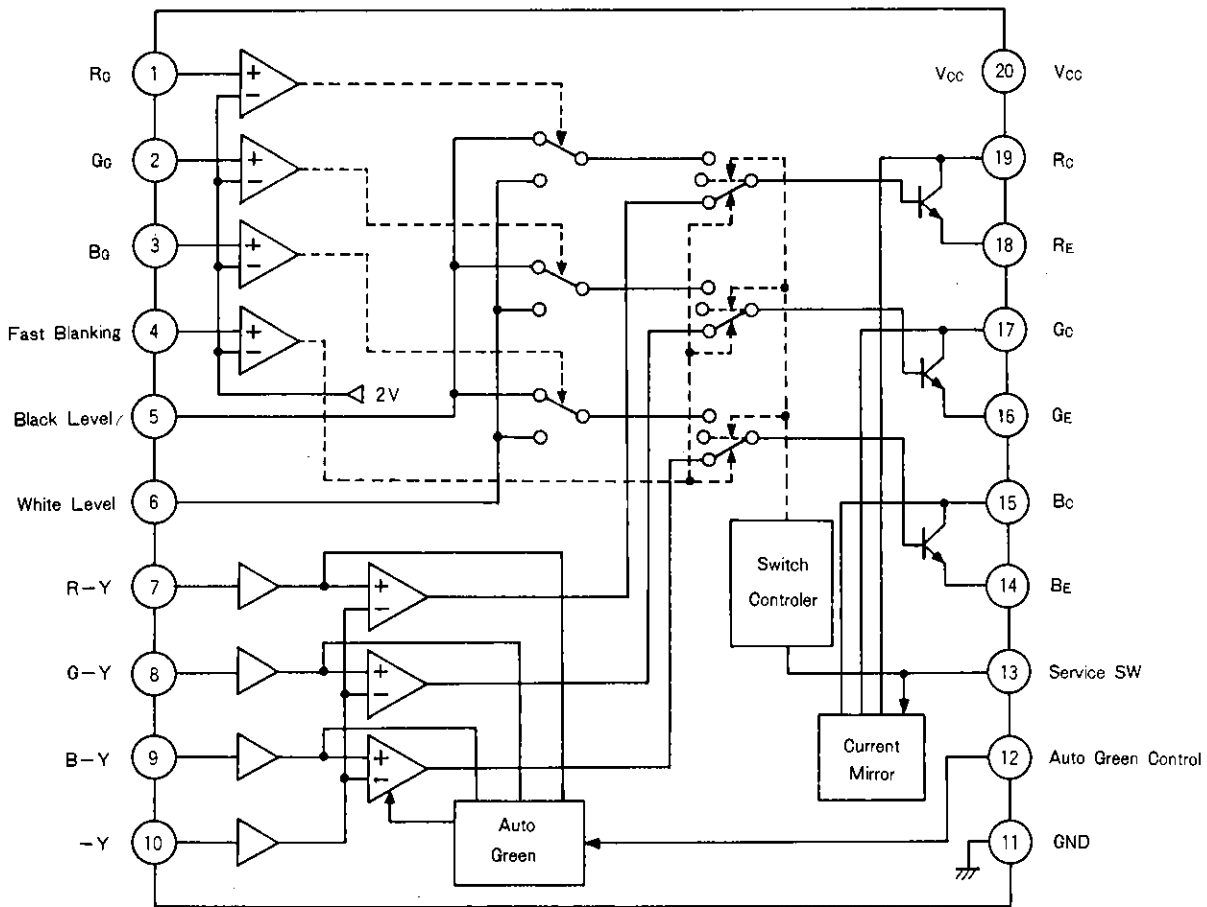 RG 1
GG 2
BG 3
Fast Blanking 4
Black Level 5
White Level 6
R-Y 7
G-Y 8
B-Y 9
-Y 10
+
-
+
-
+
-
+
-
2V
+
-
+
-
+
-
Auto
Green
Switch
Controler
Current
Mirror
Vcc 20 Vcc
19 Rc
18 RE
17 Gc
16 GE
15 Bc
14 BE
13 Service SW
12 Auto Green Control
11 GND